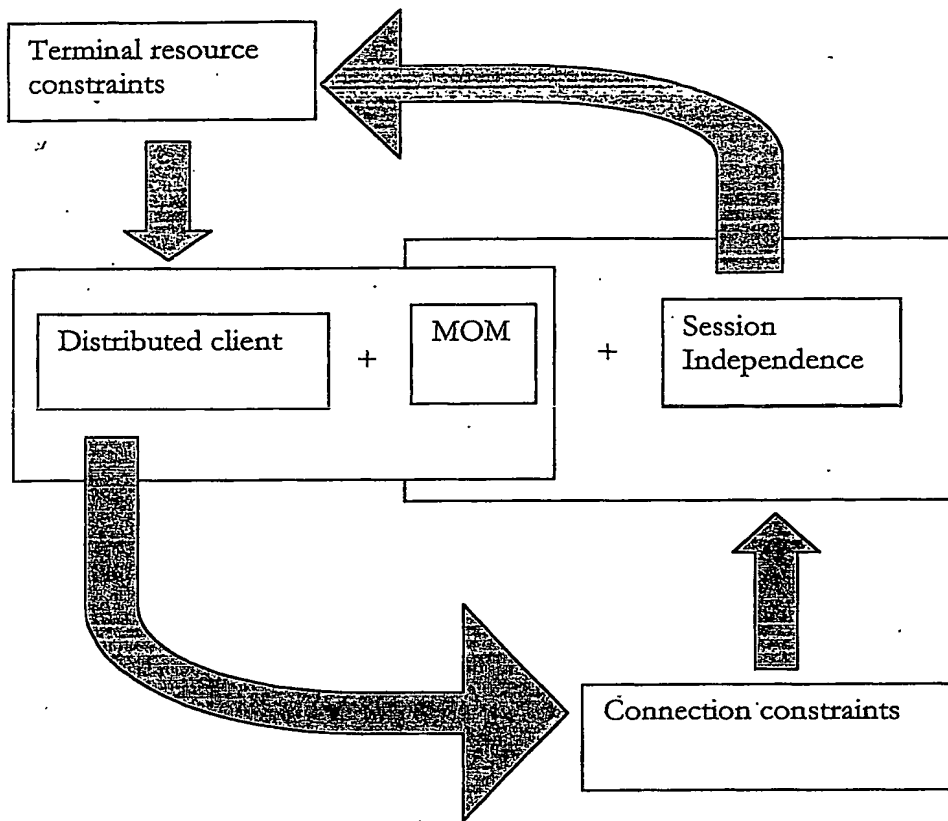 Terminal resource
constraints
Distributed client
+
MOM
+
Session
Independence
Connection constraints